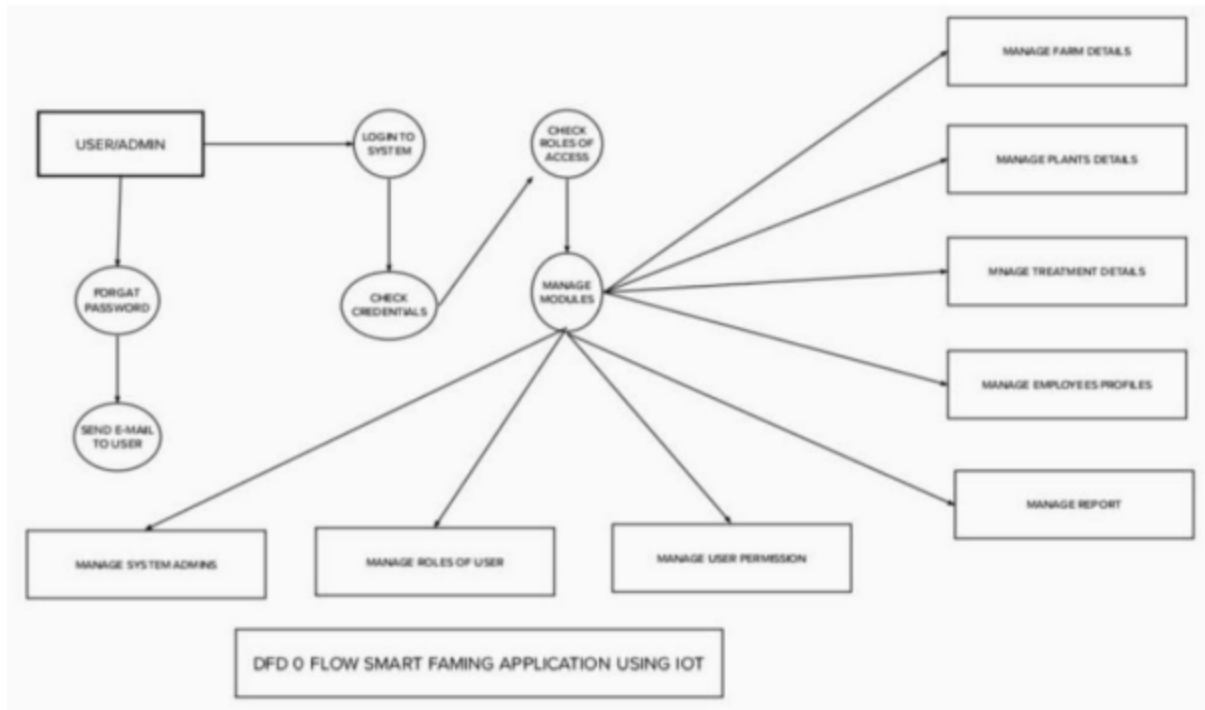 MANAGE FARM DETAILS
USER/ADMIN
LOGIN TO
SYSTEM
CHECK
ROLES OF
ACCESS
MANAGE PLANTS DETAILS
FORGAT
PASSWORD
CHECK
CREDENTIALS
MANAGE
MODULES
MNAGE TREATMENT DETAILS
MANAGE EMPLOYEES PROFILES
SEND E-MAIL
TO USER
MANAGE REPORT
MANAGE SYSTEM ADMINS
MANAGE ROLES OF USER
MANAGE USER PERMISSION
DFD 0 FLOW SMART FAMING APPLICATION USING IOT